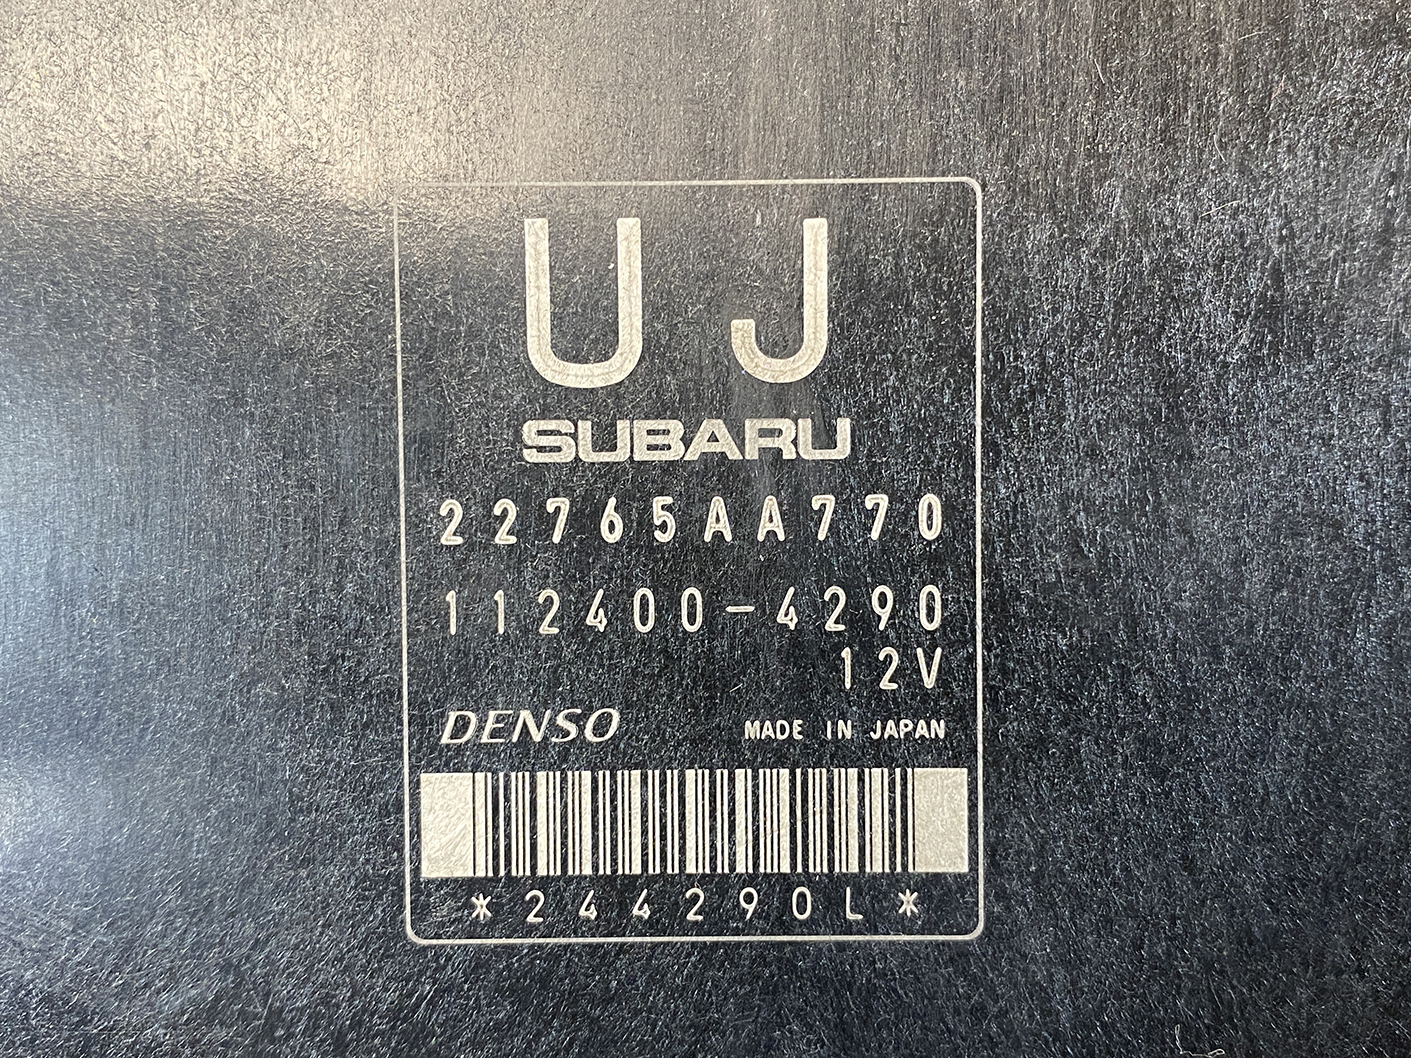 UJ
SUBARU
22765AA770
112400-4290
12V
DENSO MADE IN JAPAN
*244290L*